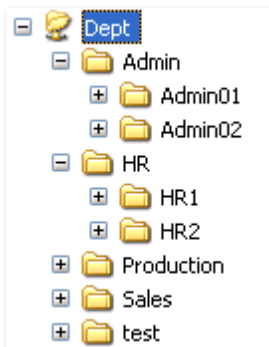 Dept
Admin
Admin01
Admin02
HR
HR1
HR2
Production
Sales
test